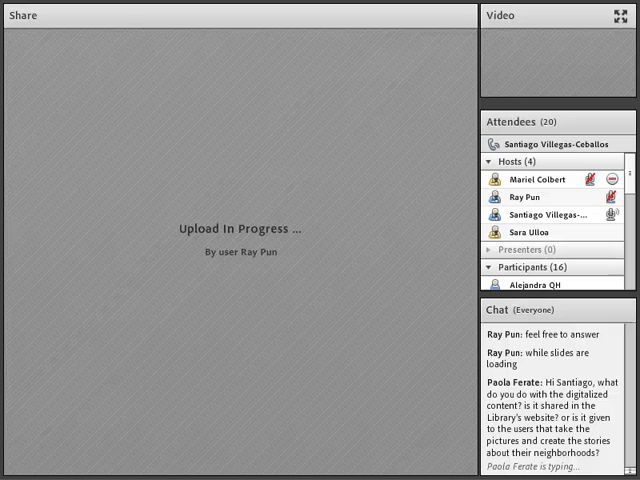 Share
Upload In Progress ...
By user Ray Pun
Video
Attendees (20)
Santiago Villegas-Ceballos
Hosts (4)
Mariel Colbert
Ray Pun
Santiago Villegas-...
Sara Ulloa
Presenters (0)
Participants (16)
Alejandra QH
Chat (Everyone)
Ray Pun: feel free to answer
Ray Pun: while slides are
loading
Paola Ferate: Hi Santiago, what
do you do with the digitalized
content? is it shared in the
Library's website? or is it given
to the users that take the
pictures and create the stories
about their neighborhoods?
Paola Ferate is typing...